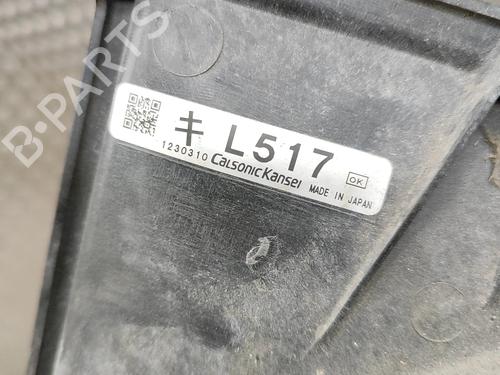 B-PARTS
キ L517
1230310 CalsonicKansei OK
MADE IN JAPAN